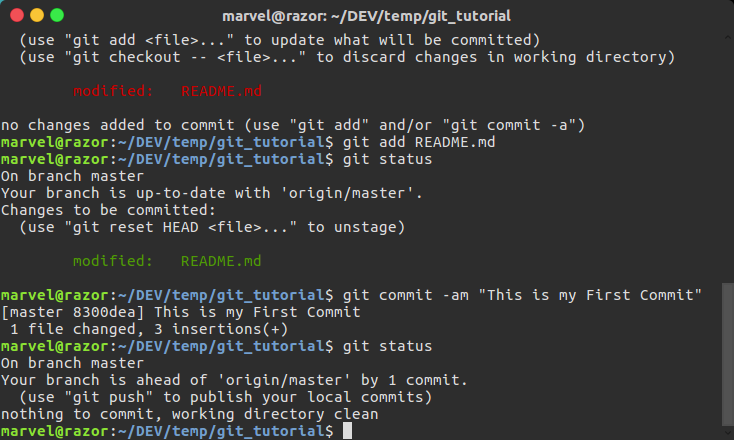 marvel@razor: ~/DEV/temp/git_tutorial
(use "git add <file>..." to update what will be committed)
(use "git checkout -- <file>..." to discard changes in working directory)
modified:   README.md
no changes added to commit (use "git add" and/or "git commit -a")
marvel@razor:~/DEV/temp/git_tutorial$ git add README.md
marvel@razor:~/DEV/temp/git_tutorial$ git status
On branch master
Your branch is up-to-date with 'origin/master'.
Changes to be committed:
  (use "git reset HEAD <file>..." to unstage)
modified:   README.md
marvel@razor:~/DEV/temp/git_tutorial$ git commit -am "This is my First Commit"
[master 8300dea] This is my First Commit
 1 file changed, 3 insertions(+)
marvel@razor:~/DEV/temp/git_tutorial$ git status
On branch master
Your branch is ahead of 'origin/master' by 1 commit.
  (use "git push" to publish your local commits)
nothing to commit, working directory clean
marvel@razor:~/DEV/temp/git_tutorial$